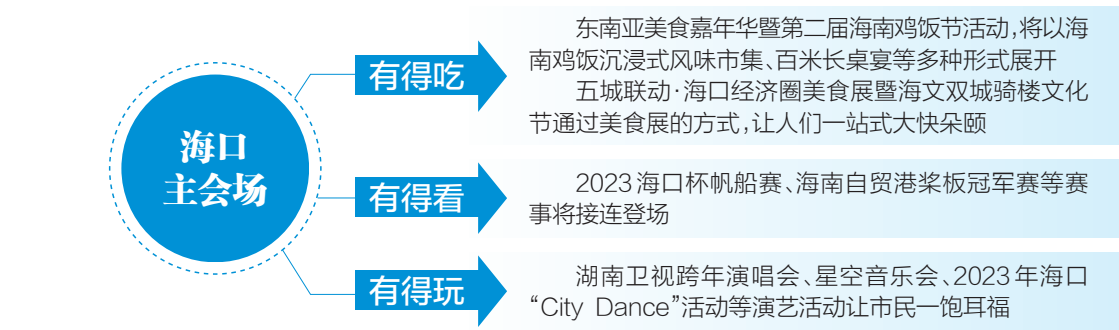 海口
主会场
有得吃
东南亚美食嘉年华暨第二届海南鸡饭节活动,将以海
南鸡饭沉浸式风味市集、百米长桌宴等多种形式展开
五城联动·海口经济圈美食展暨海文双城骑楼文化
节通过美食展的方式,让人们一站式大快朵颐
有得看
2023海口杯帆船赛、海南自贸港桨板冠军赛等赛
事将接连登场
有得玩
湖南卫视跨年演唱会、星空音乐会、2023年海口
“City Dance”活动等演艺活动让市民一饱耳福